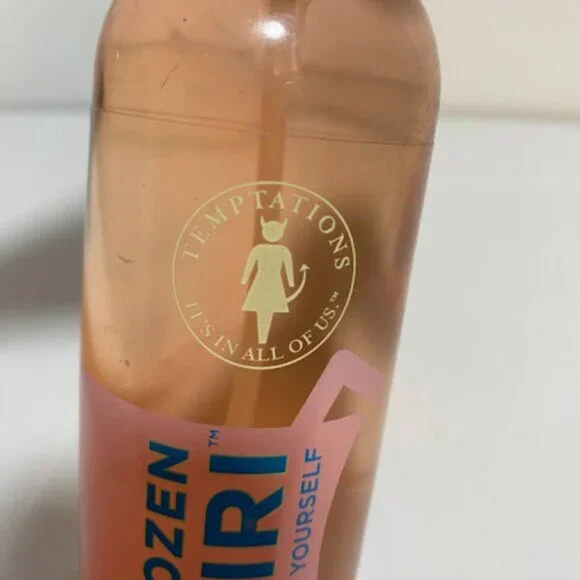 TEMPTATIONS
IT'S IN ALL OF US.™
OZEN
IRI™
YOURSELF